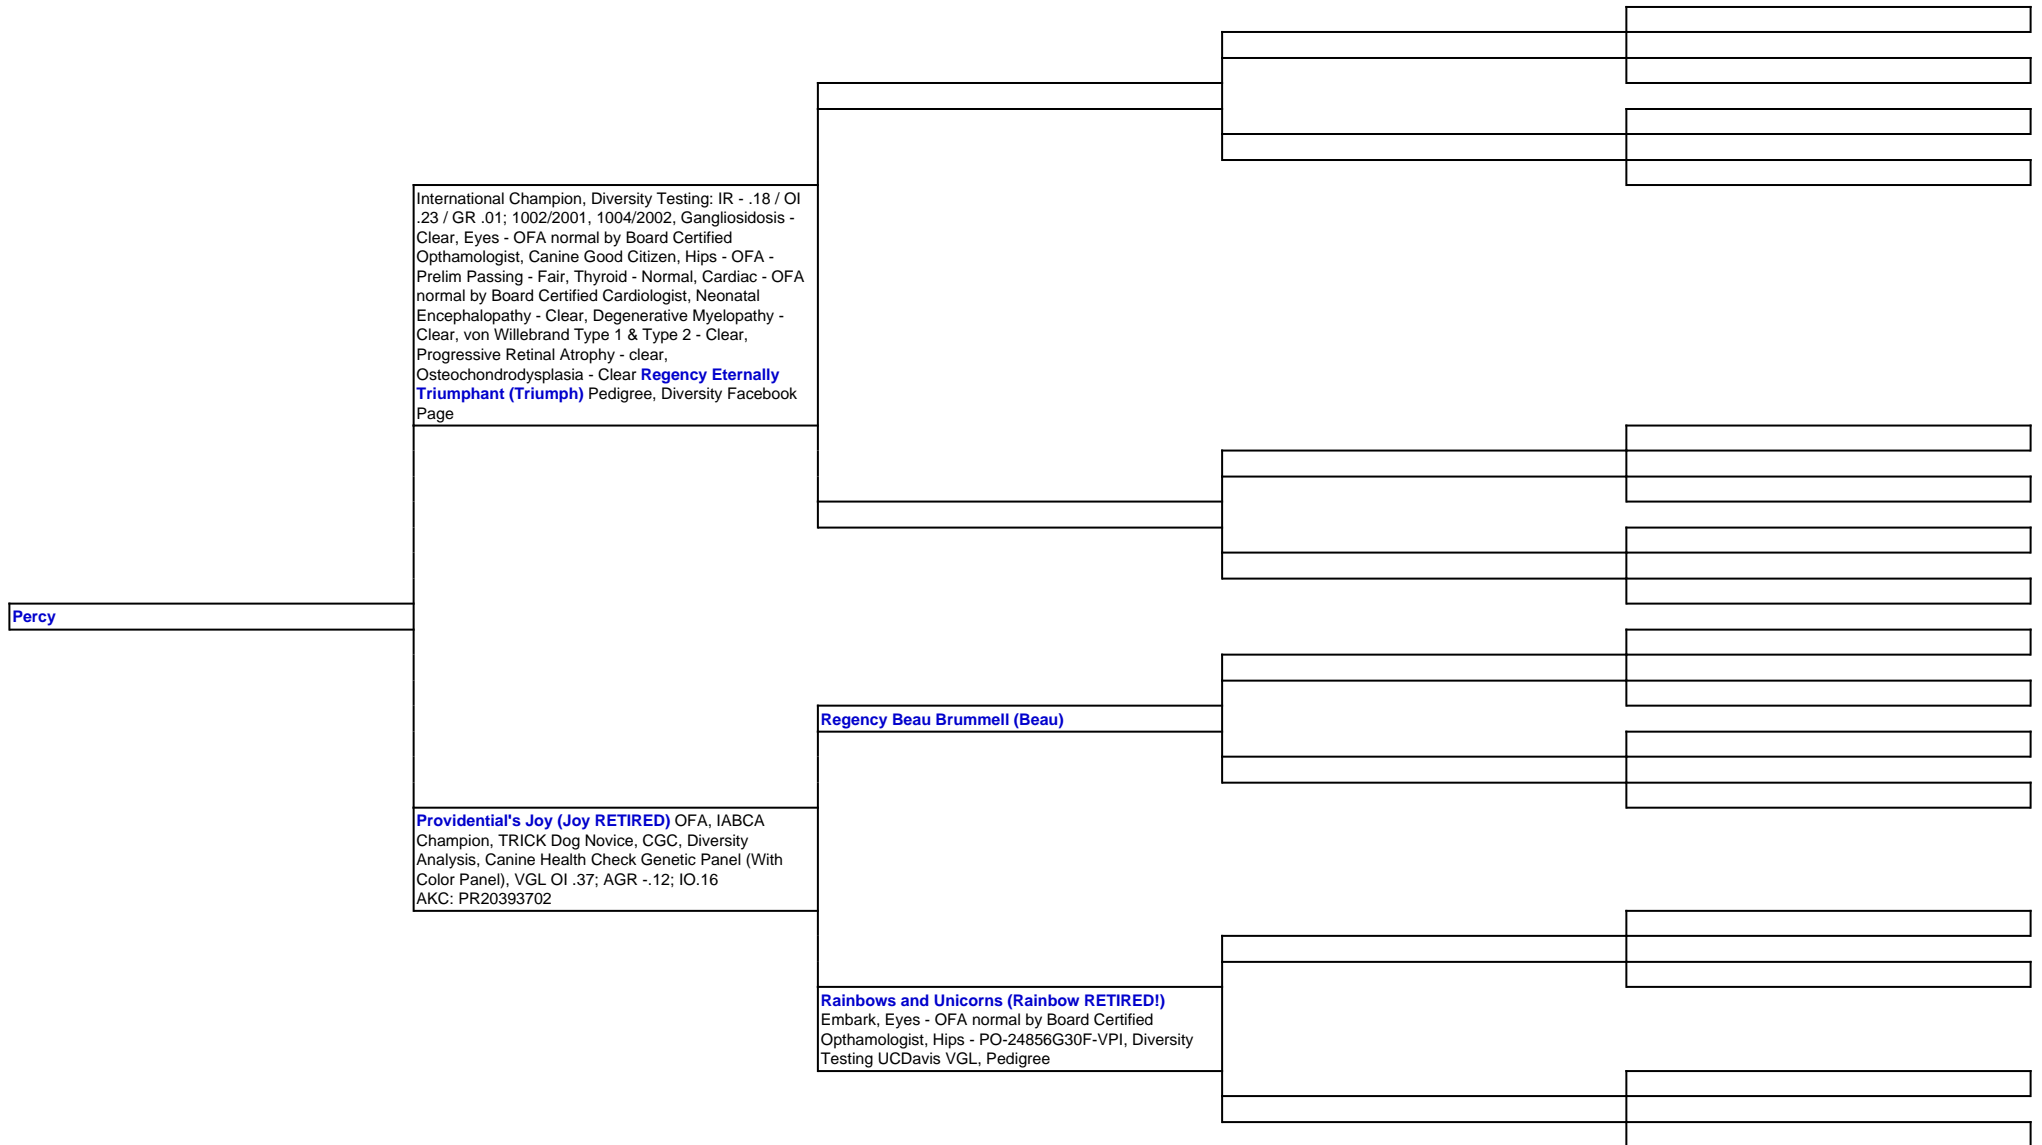 International Champion, Diversity Testing: IR - .18 / OI
.23 / GR .01; 1002/2001, 1004/2002, Gangliosidosis -
Clear, Eyes - OFA normal by Board Certified
Opthamologist, Canine Good Citizen, Hips - OFA -
Prelim Passing - Fair, Thyroid - Normal, Cardiac - OFA
normal by Board Certified Cardiologist, Neonatal
Encephalopathy - Clear, Degenerative Myelopathy -
Clear, von Willebrand Type 1 & Type 2 - Clear,
Progressive Retinal Atrophy - clear,
Osteochondrodysplasia - Clear Regency Eternally
Triumphant (Triumph) Pedigree, Diversity Facebook
Page
Percy
Regency Beau Brummell (Beau)
Providential's Joy (Joy RETIRED) OFA, IABCA
Champion, TRICK Dog Novice, CGC, Diversity
Analysis, Canine Health Check Genetic Panel (With
Color Panel), VGL OI .37; AGR -.12; IO.16
AKC: PR20393702
Rainbows and Unicorns (Rainbow RETIRED!)
Embark, Eyes - OFA normal by Board Certified
Opthamologist, Hips - PO-24856G30F-VPI, Diversity
Testing UCDavis VGL, Pedigree